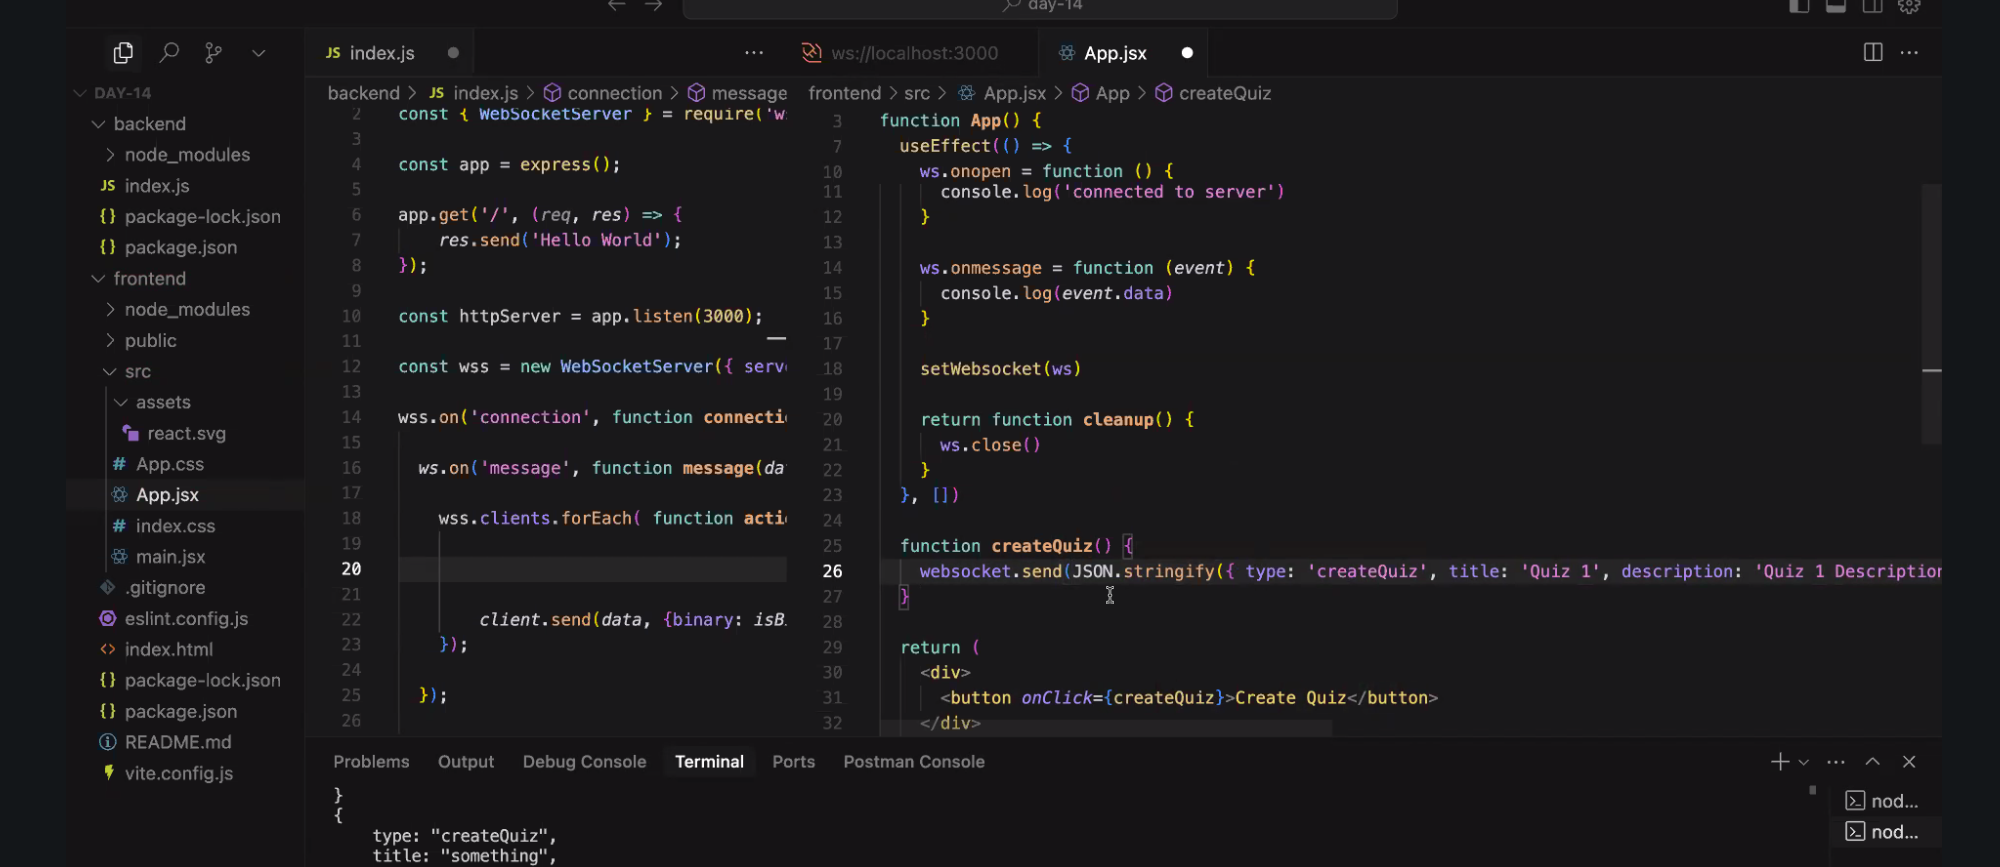 day-14
JS index.js
ws://localhost:3000
App.jsx
DAY-14
backend
node_modules
JS index.js
{} package-lock.json
{} package.json
frontend
node_modules
public
src
assets
react.svg
# App.css
App.jsx
# index.css
main.jsx
.gitignore
eslint.config.js
<> index.html
{} package-lock.json
{} package.json
README.md
vite.config.js
backend > JS index.js > connection > message
2 const { WebSocketServer } = require('w
3
4 const app = express();
5
6 app.get('/', (req, res) => {
7 res.send('Hello World');
8 });
9
10 const httpServer = app.listen(3000);
11
12 const wss = new WebSocketServer({ serv
13
14 wss.on('connection', function connecti
15
16 ws.on('message', function message(da
17
18 wss.clients.forEach( function acti
19
20
21
22 client.send(data, {binary: isB
23 });
24
25 });
26
frontend > src > App.jsx > App > createQuiz
3 function App() {
7 useEffect(() => {
10 ws.onopen = function () {
11 console.log('connected to server')
12 }
13
14 ws.onmessage = function (event) {
15 console.log(event.data)
16 }
17
18 setWebsocket(ws)
19
20 return function cleanup() {
21 ws.close()
22 }
23 }, [])
24
25 function createQuiz() {
26 websocket.send(JSON.stringify({ type: 'createQuiz', title: 'Quiz 1', description: 'Quiz 1 Description
27 }
28
29 return (
30 <div>
31 <button onClick={createQuiz}>Create Quiz</button>
32 </div>
Problems Output Debug Console Terminal Ports Postman Console
}
{
type: "createQuiz",
title: "something",
nod...
nod...